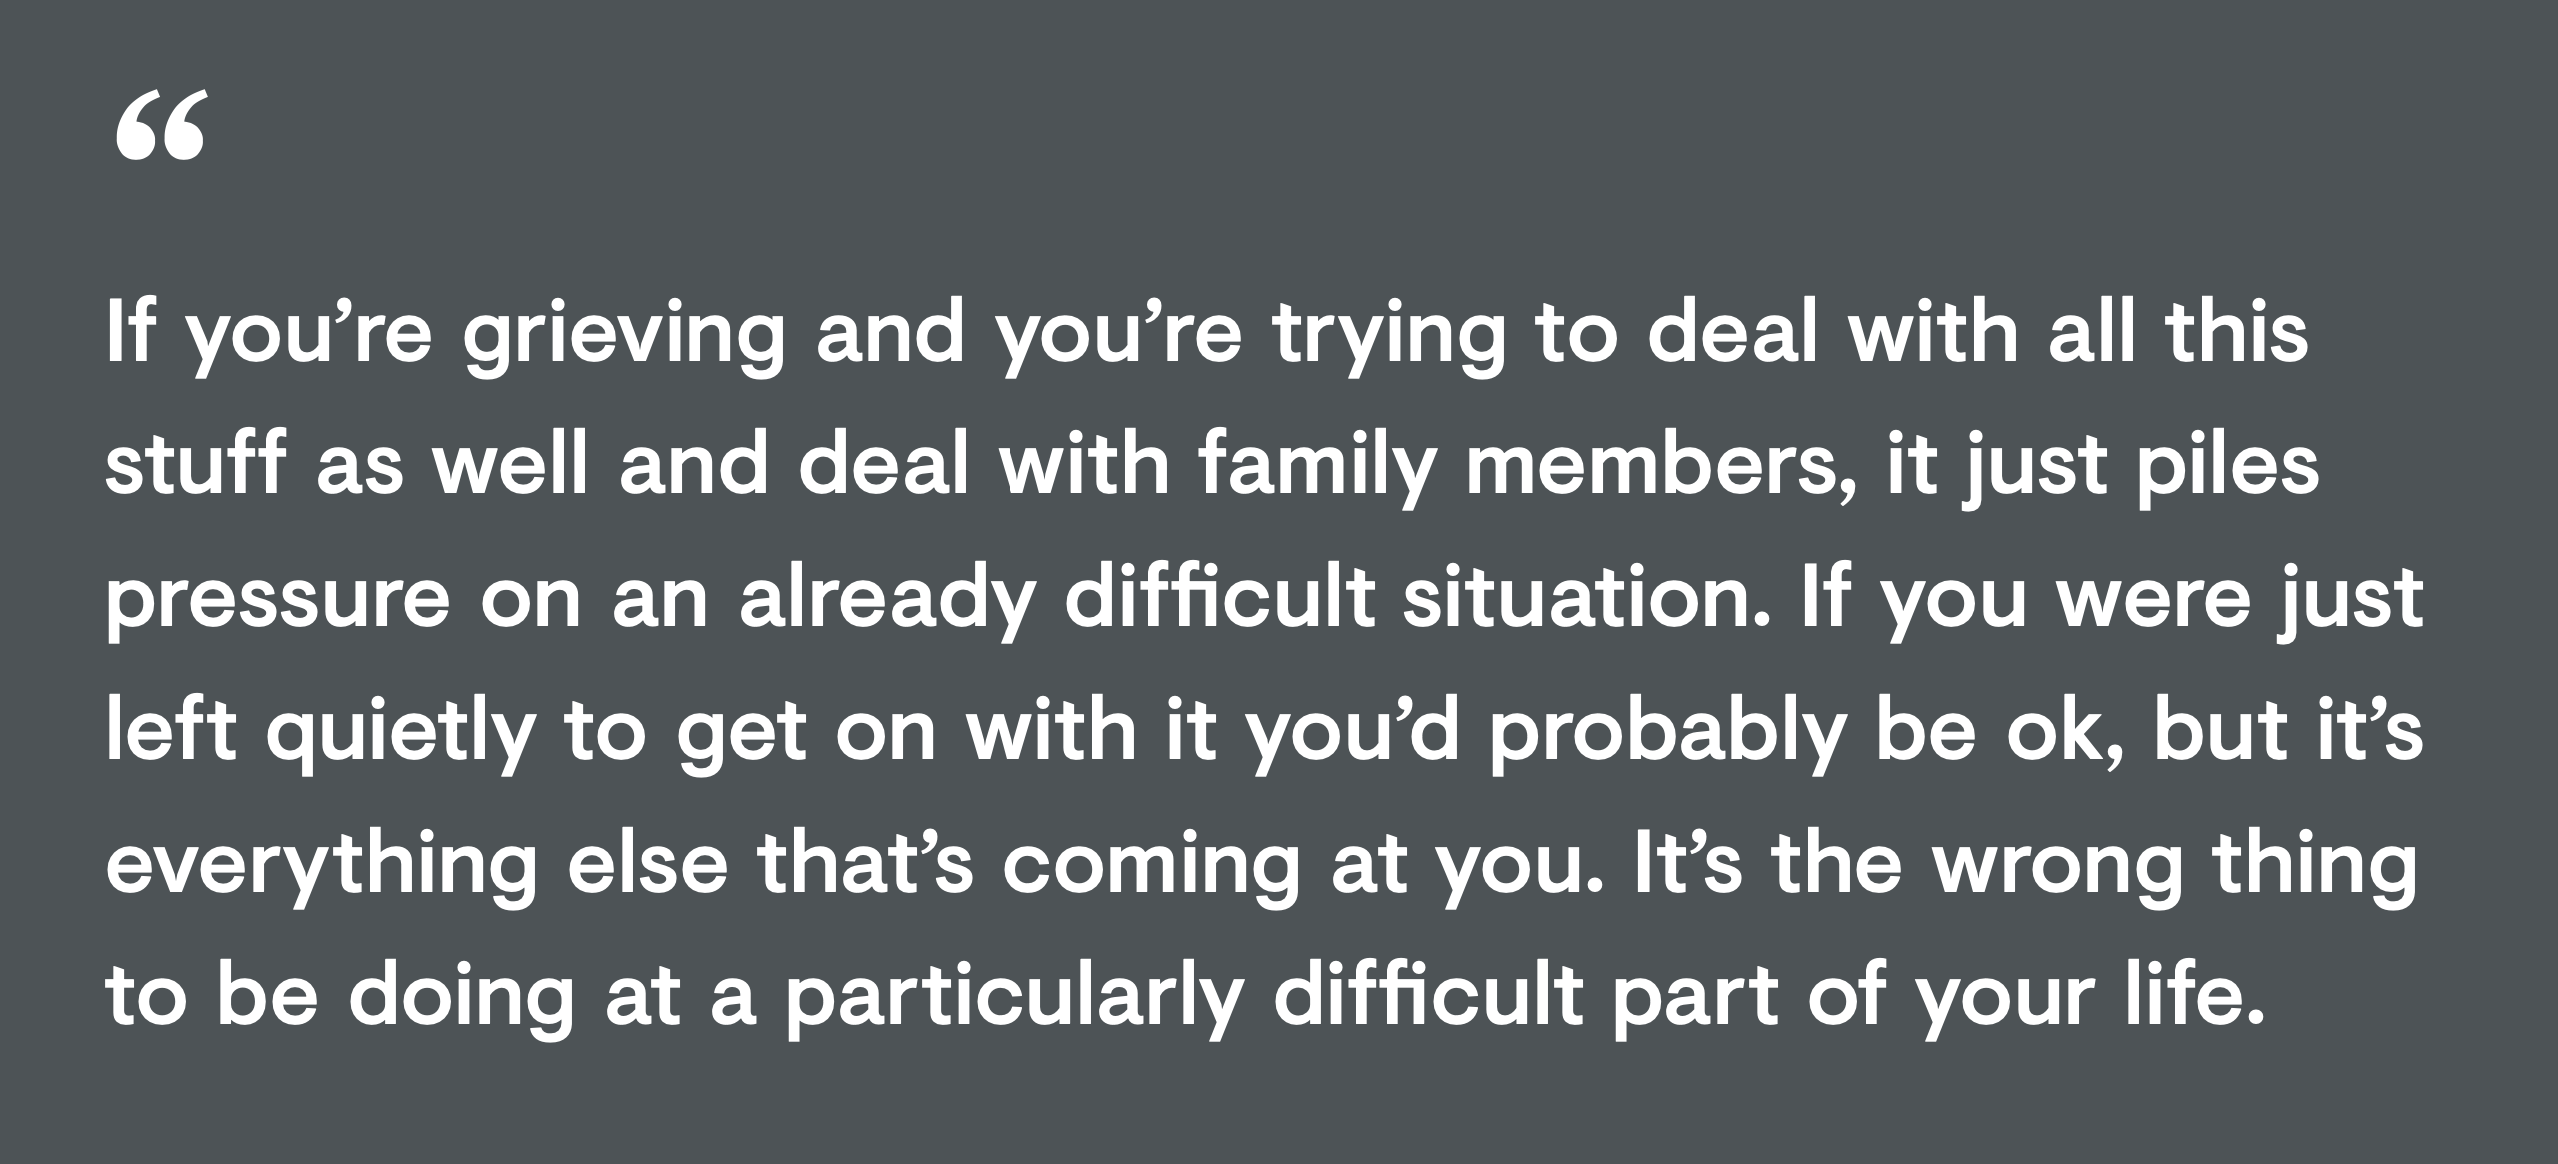 “
If you’re grieving and you’re trying to deal with all this
stuff as well and deal with family members, it just piles
pressure on an already difficult situation. If you were just
left quietly to get on with it you’d probably be ok, but it’s
everything else that’s coming at you. It’s the wrong thing
to be doing at a particularly difficult part of your life.